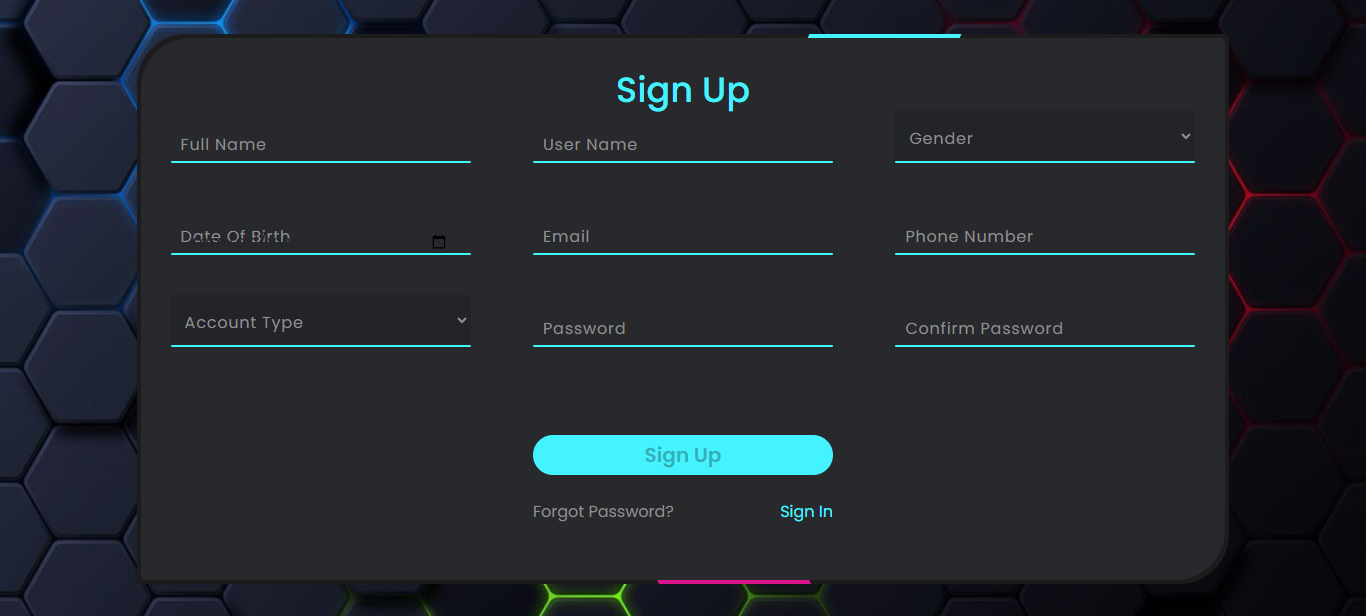 Sign Up
Full Name
User Name
Gender
Date Of Birth
Email
Phone Number
Account Type
Password
Confirm Password
Sign Up
Forgot Password?
Sign In